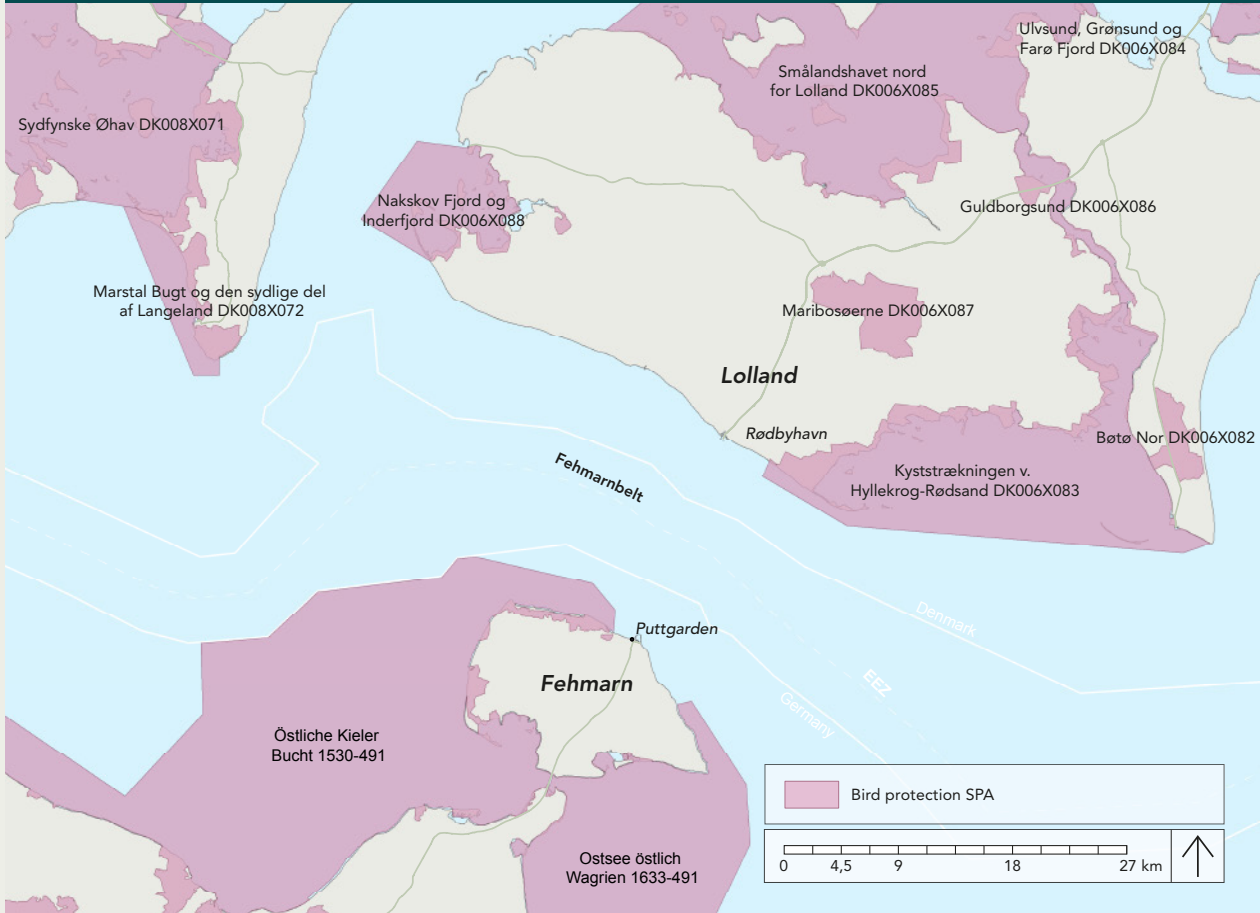 Ulvsund, Grønsund og
Farø Fjord DK006X084
Smålandshavet nord
for Lolland DK006X085
Sydfynske Øhav DK008X071
Nakskov Fjord og
Inderfjord DK006X088
Guldborgsund DK006X086
Marstal Bugt og den sydlige del
af Langeland DK008X072
Maribosøerne DK006X087
Lolland
Rødbyhavn
Bøtø Nor DK006X082
Fehmarnbelt
Kyststrækningen v.
Hyllekrog-Rødsand DK006X083
Denmark
Puttgarden
EEZ
Fehmarn
Germany
Östliche Kieler
Bucht 1530-491
Bird protection SPA
Ostsee östlich
Wagrien 1633-491
0 4,5 9 18 27 km